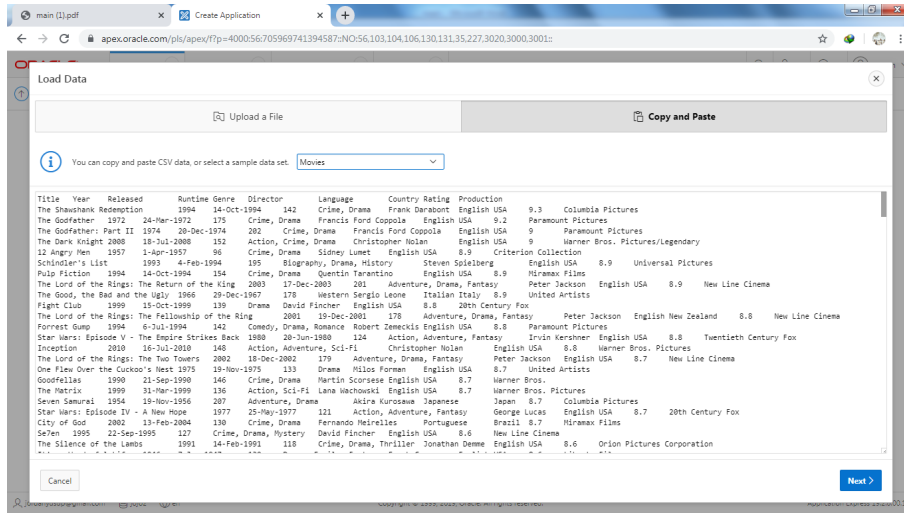 main (1).pdf
Create Application
apex.oracle.com/pls/apex/f?p=4000:56:705969741394587::NO:56,103,104,106,130,131,35,227,3020,3000,3001::
Load Data
Upload a File
Copy and Paste
You can copy and paste CSV data, or select a sample data set.
Movies
Title Year Released Runtime Genre Director Language Country Rating Production
The Shawshank Redemption 1994 14-Oct-1994 142 Crime, Drama Frank Darabont English USA 9.3 Columbia Pictures
The Godfather 1972 24-Mar-1972 175 Crime, Drama Francis Ford Coppola English USA 9.2 Paramount Pictures
The Godfather: Part II 1974 20-Dec-1974 202 Crime, Drama Francis Ford Coppola English USA 9 Paramount Pictures
The Dark Knight 2008 18-Jul-2008 152 Action, Crime, Drama Christopher Nolan English USA 9 Warner Bros. Pictures/Legendary
12 Angry Men 1957 1-Apr-1957 96 Crime, Drama Sidney Lumet English USA 8.9 Criterion Collection
Schindler's List 1993 4-Feb-1994 195 Biography, Drama, History Steven Spielberg English USA 8.9 Universal Pictures
Pulp Fiction 1994 14-Oct-1994 154 Crime, Drama Quentin Tarantino English USA 8.9 Miramax Films
The Lord of the Rings: The Return of the King 2003 17-Dec-2003 201 Adventure, Drama, Fantasy Peter Jackson English USA 8.9 New Line Cinema
The Good, the Bad and the Ugly 1966 29-Dec-1967 178 Western Sergio Leone Italian Italy 8.9 United Artists
Fight Club 1999 15-Oct-1999 139 Drama David Fincher English USA 8.8 20th Century Fox
The Lord of the Rings: The Fellowship of the Ring 2001 19-Dec-2001 178 Adventure, Drama, Fantasy Peter Jackson English New Zealand 8.8 New Line Cinema
Forrest Gump 1994 6-Jul-1994 142 Comedy, Drama, Romance Robert Zemeckis English USA 8.8 Paramount Pictures
Star Wars: Episode V - The Empire Strikes Back 1980 20-Jun-1980 124 Action, Adventure, Fantasy Irvin Kershner English USA 8.8 Twentieth Century Fox
Inception 2010 16-Jul-2010 148 Action, Adventure, Sci-Fi Christopher Nolan English USA 8.8 Warner Bros. Pictures
The Lord of the Rings: The Two Towers 2002 18-Dec-2002 179 Adventure, Drama, Fantasy Peter Jackson English USA 8.7 New Line Cinema
One Flew Over the Cuckoo's Nest 1975 19-Nov-1975 133 Drama Milos Forman English USA 8.7 United Artists
Goodfellas 1990 21-Sep-1990 146 Crime, Drama Martin Scorsese English USA 8.7 Warner Bros.
The Matrix 1999 31-Mar-1999 136 Action, Sci-Fi Lana Wachowski English USA 8.7 Warner Bros. Pictures
Seven Samurai 1954 19-Nov-1956 207 Adventure, Drama Akira Kurosawa Japanese Japan 8.7 Columbia Pictures
Star Wars: Episode IV - A New Hope 1977 25-May-1977 121 Action, Adventure, Fantasy George Lucas English USA 8.7 20th Century Fox
City of God 2002 13-Feb-2004 130 Crime, Drama Fernando Meirelles Portuguese Brazil 8.7 Miramax Films
Se7en 1995 22-Sep-1995 127 Crime, Drama, Mystery David Fincher English USA 8.6 New Line Cinema
The Silence of the Lambs 1991 14-Feb-1991 118 Crime, Drama, Thriller Jonathan Demme English USA 8.6 Orion Pictures Corporation
Cancel
Next >